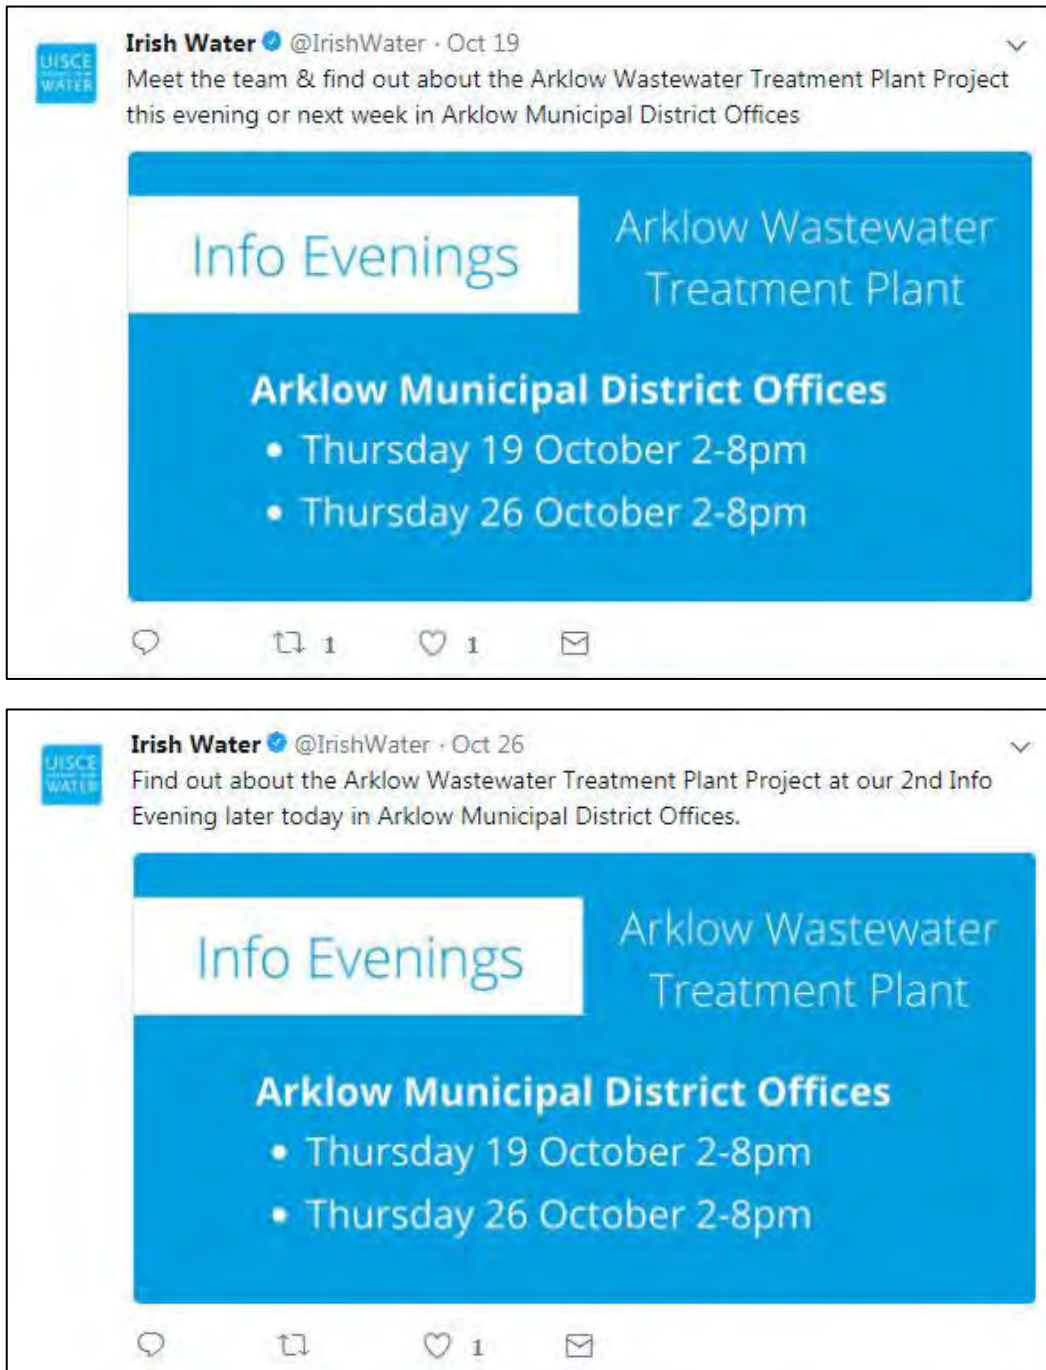 UISCE
WATER
Irish Water @IrishWater · Oct 19
Meet the team & find out about the Arklow Wastewater Treatment Plant Project
this evening or next week in Arklow Municipal District Offices
Info Evenings
Arklow Wastewater
Treatment Plant
Arklow Municipal District Offices
• Thursday 19 October 2-8pm
• Thursday 26 October 2-8pm
1 1
UISCE
WATER
Irish Water @IrishWater · Oct 26
Find out about the Arklow Wastewater Treatment Plant Project at our 2nd Info
Evening later today in Arklow Municipal District Offices.
Info Evenings
Arklow Wastewater
Treatment Plant
Arklow Municipal District Offices
• Thursday 19 October 2-8pm
• Thursday 26 October 2-8pm
1